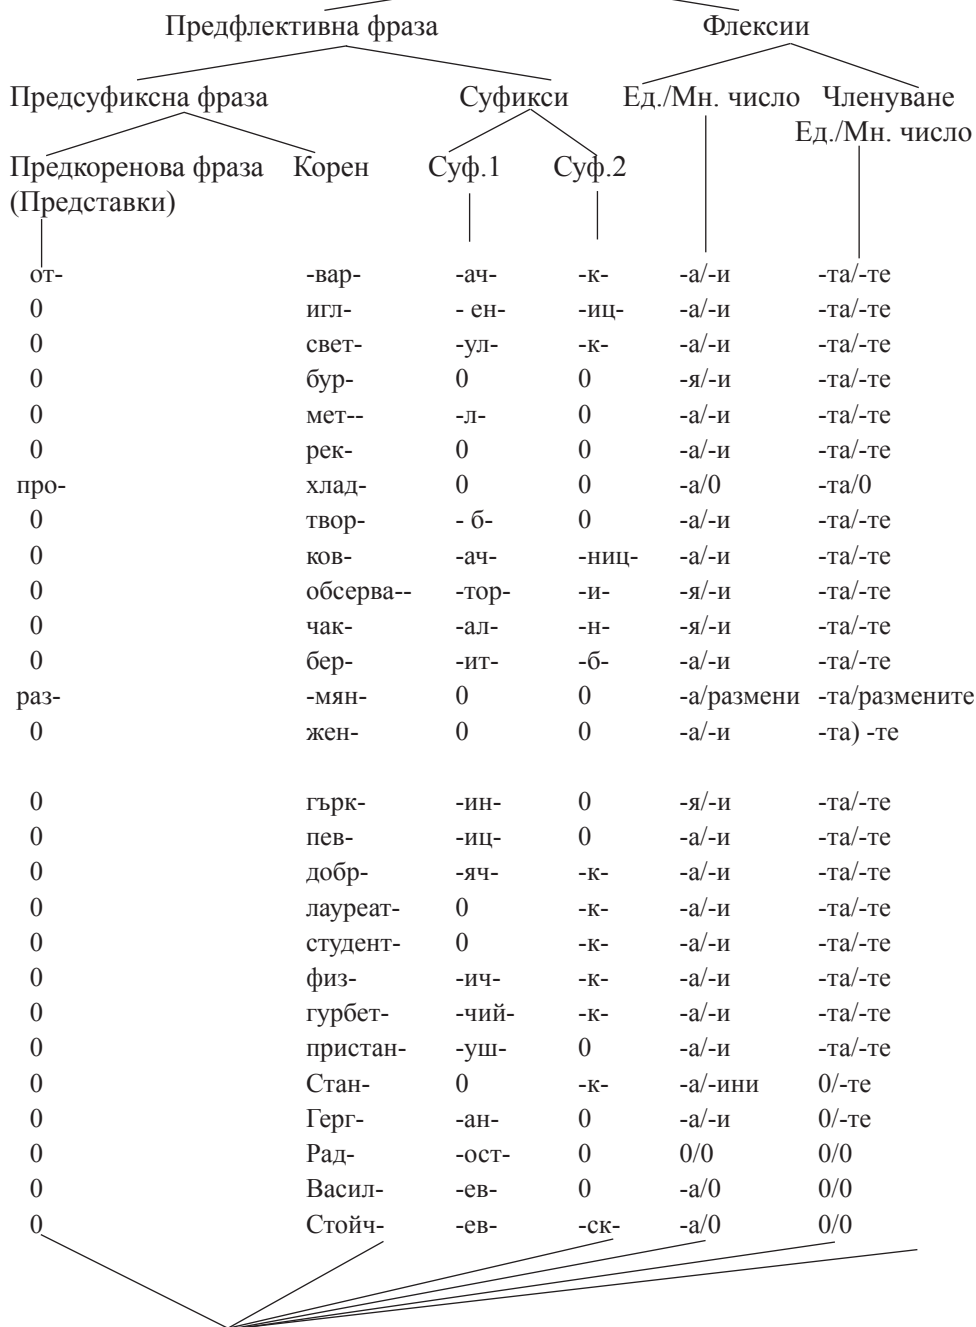 Предфлективна фраза Флексии
Предсуфиксна фраза Суфикси Ед./Мн. число Членуване
Ед./Мн. число
Предкоренова фраза Корен Суф.1 Суф.2
(Представки)
от- -вар- -ач- -к- -а/-и -та/-те
0 игл- - ен- -иц- -а/-и -та/-те
0 свет- -ул- -к- -а/-и -та/-те
0 бур- 0 0 -я/-и -та/-те
0 мет-- -л- 0 -а/-и -та/-те
0 рек- 0 0 -а/-и -та/-те
про- хлад- 0 0 -а/0 -та/0
0 твор- - б- 0 -а/-и -та/-те
0 ков- -ач- -ниц- -а/-и -та/-те
0 обсерва-- -тор- -и- -я/-и -та/-те
0 чак- -ал- -н- -я/-и -та/-те
0 бер- -ит- -б- -а/-и -та/-те
раз- -мян- 0 0 -а/размени -та/размените
0 жен- 0 0 -а/-и -та) -те
0 гърк- -ин- 0 -я/-и -та/-те
0 пев- -иц- 0 -а/-и -та/-те
0 добр- -яч- -к- -а/-и -та/-те
0 лауреат- 0 -к- -а/-и -та/-те
0 студент- 0 -к- -а/-и -та/-те
0 физ- -ич- -к- -а/-и -та/-те
0 гурбет- -чий- -к- -а/-и -та/-те
0 пристан- -уш- 0 -а/-и -та/-те
0 Стан- 0 -к- -а/-ини 0/-те
0 Герг- -ан- 0 -а/-и 0/-те
0 Рад- -ост- 0 0/0 0/0
0 Васил- -ев- 0 -а/0 0/0
0 Стойч- -ев- -ск- -а/0 0/0